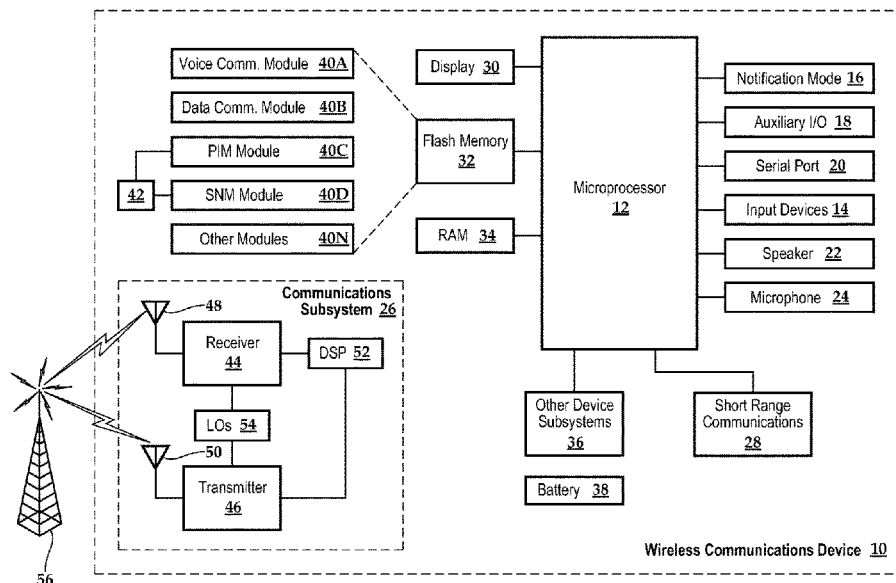 Voice Comm. Module 40A
Data Comm. Module 40B
PIM Module 40C
42
SNM Module 40D
Other Modules 40N
Display 30
Flash Memory
32
RAM 34
Microprocessor
12
Notification Mode 16
Auxiliary I/O 18
Serial Port 20
Input Devices 14
Speaker 22
Microphone 24
Communications
Subsystem 26
48
Receiver
44
DSP 52
LOs 54
50
Transmitter
46
56
Other Device
Subsystems
36
Short Range
Communications
28
Battery 38
Wireless Communications Device 10